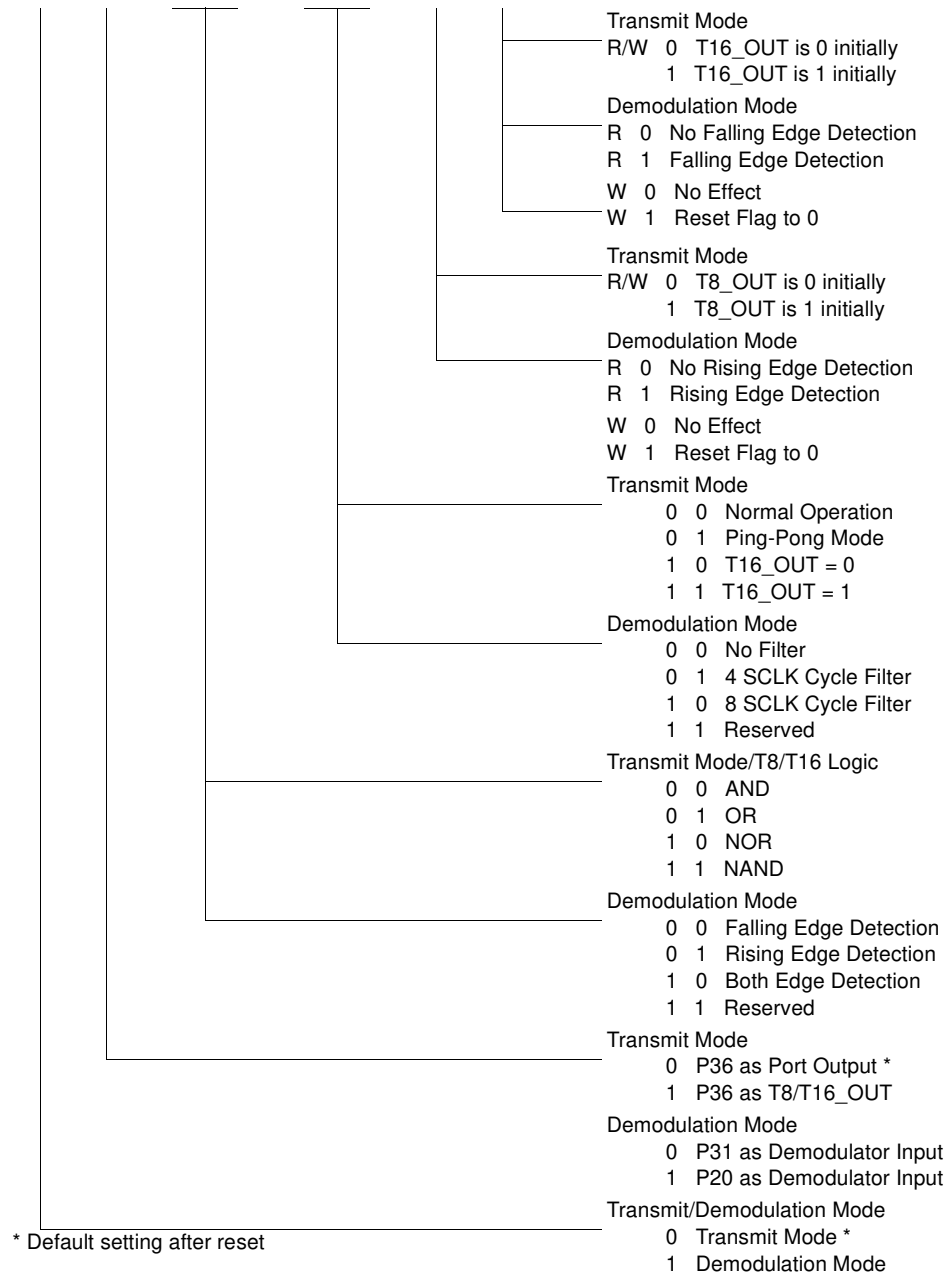 Transmit Mode
R/W 0 T16_OUT is 0 initially
1 T16_OUT is 1 initially
Demodulation Mode
R 0 No Falling Edge Detection
R 1 Falling Edge Detection
W 0 No Effect
W 1 Reset Flag to 0
Transmit Mode
R/W 0 T8_OUT is 0 initially
1 T8_OUT is 1 initially
Demodulation Mode
R 0 No Rising Edge Detection
R 1 Rising Edge Detection
W 0 No Effect
W 1 Reset Flag to 0
Transmit Mode
0 0 Normal Operation
0 1 Ping-Pong Mode
1 0 T16_OUT = 0
1 1 T16_OUT = 1
Demodulation Mode
0 0 No Filter
0 1 4 SCLK Cycle Filter
1 0 8 SCLK Cycle Filter
1 1 Reserved
Transmit Mode/T8/T16 Logic
0 0 AND
0 1 OR
1 0 NOR
1 1 NAND
Demodulation Mode
0 0 Falling Edge Detection
0 1 Rising Edge Detection
1 0 Both Edge Detection
1 1 Reserved
Transmit Mode
0 P36 as Port Output *
1 P36 as T8/T16_OUT
Demodulation Mode
0 P31 as Demodulator Input
1 P20 as Demodulator Input
Transmit/Demodulation Mode
0 Transmit Mode *
1 Demodulation Mode
* Default setting after reset